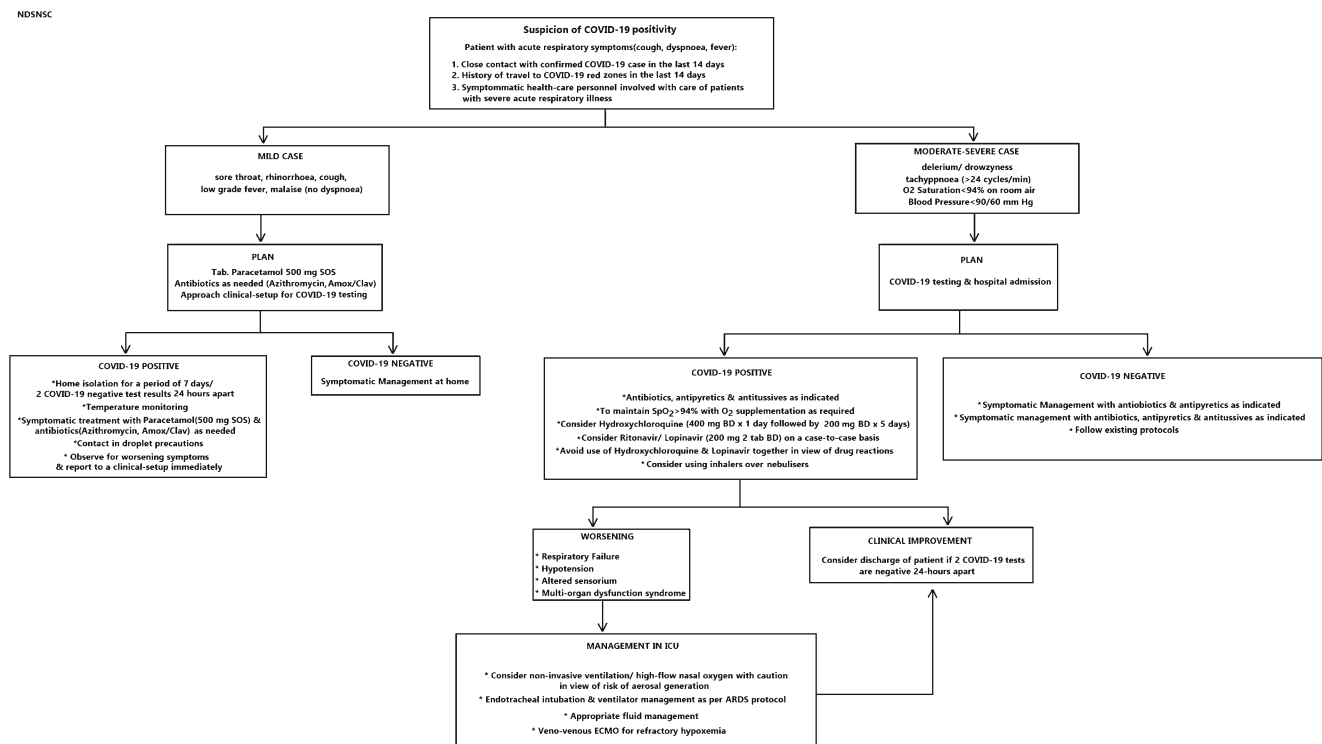 NDSNSC
Suspicion of COVID-19 positivity
Patient with acute respiratory symptoms(cough, dyspnoea, fever):
1. Close contact with confirmed COVID-19 case in the last 14 days
2. History of travel to COVID-19 red zones in the last 14 days
3. Symptommatic health-care personnel involved with care of patients
with severe acute respiratory illness
MILD CASE
sore throat, rhinorrhoea, cough,
low grade fever, malaise (no dyspnoea)
MODERATE-SEVERE CASE
delerium/ drowzyness
tachyppnoea (>24 cycles/min)
O2 Saturation<94% on room air
Blood Pressure<90/60 mm Hg
PLAN
Tab. Paracetamol 500 mg SOS
Antibiotics as needed (Azithromycin, Amox/Clav)
Approach clinical-setup for COVID-19 testing
PLAN
COVID-19 testing & hospital admission
COVID-19 POSITIVE
*Home isolation for a period of 7 days/
2 COVID-19 negative test results 24 hours apart
*Temperature monitoring
*Symptomatic treatment with Paracetamol(500 mg SOS) &
antibiotics(Azithromycin, Amox/Clav) as needed
*Contact in droplet precautions
* Observe for worsening symptoms
& report to a clinical-setup immediately
COVID-19 NEGATIVE
Symptomatic Management at home
COVID-19 POSITIVE
*Antibiotics, antipyretics & antitussives as indicated
*To maintain SpO2>94% with O2 supplementation as required
*Consider Hydroxychloroquine (400 mg BD x 1 day followed by 200 mg BD x 5 days)
*Consider Ritonavir/ Lopinavir (200 mg 2 tab BD) on a case-to-case basis
*Avoid use of Hydroxychloroquine & Lopinavir together in view of drug reactions
* Consider using inhalers over nebulisers
COVID-19 NEGATIVE
* Symptomatic Management with antiobiotics & antipyretics as indicated
* Symptomatic management with antibiotics, antipyretics & antitussives as indicated
* Follow existing protocols
WORSENING
* Respiratory Failure
* Hypotension
* Altered sensorium
* Multi-organ dysfunction syndrome
CLINICAL IMPROVEMENT
Consider discharge of patient if 2 COVID-19 tests
are negative 24-hours apart
MANAGEMENT IN ICU
* Consider non-invasive ventilation/ high-flow nasal oxygen with caution
in view of risk of aerosal generation
* Endotracheal intubation & ventilator management as per ARDS protocol
* Appropriate fluid management
* Veno-venous ECMO for refractory hypoxemia